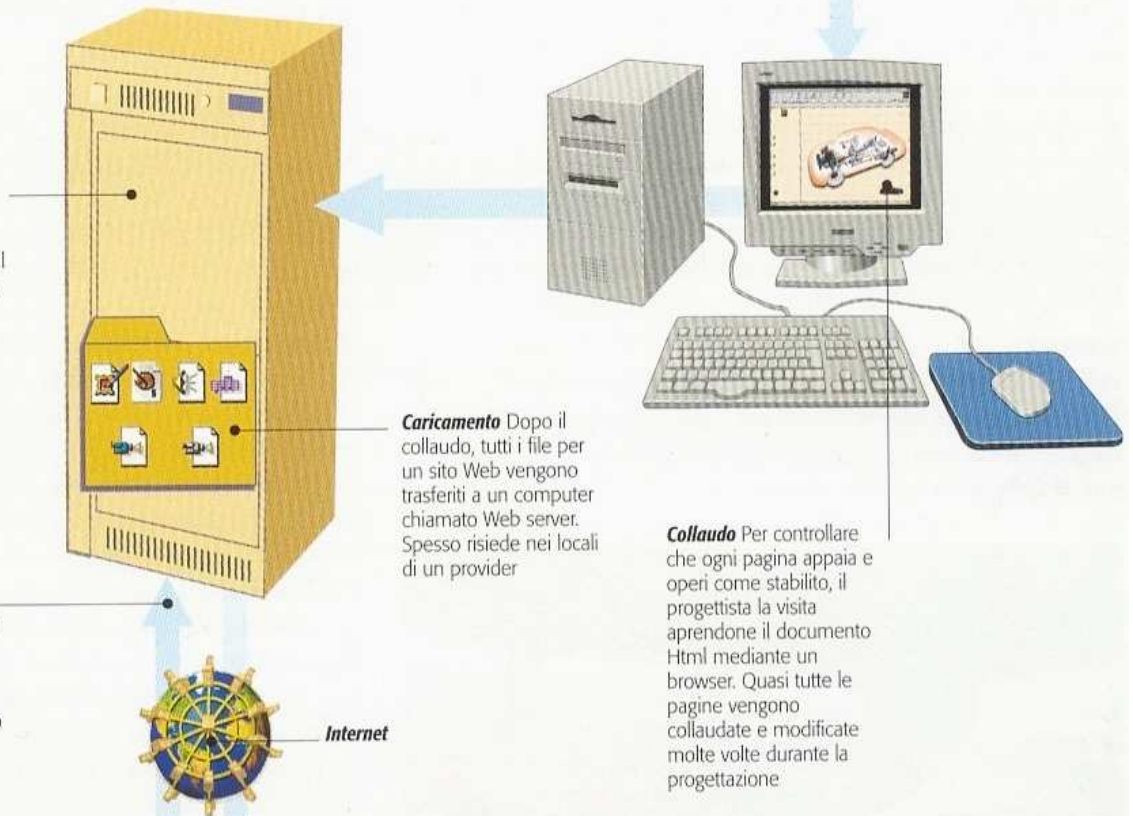 Caricamento Dopo il
collaudo, tutti i file per
un sito Web vengono
trasferiti a un computer
chiamato Web server.
Spesso risiede nei locali
di un provider
Collaudo Per controllare
che ogni pagina appaia e
operi come stabilito, il
progettista la visita
aprendone il documento
Html mediante un
browser. Quasi tutte le
pagine vengono
collaudate e modificate
molte volte durante la
progettazione
Internet